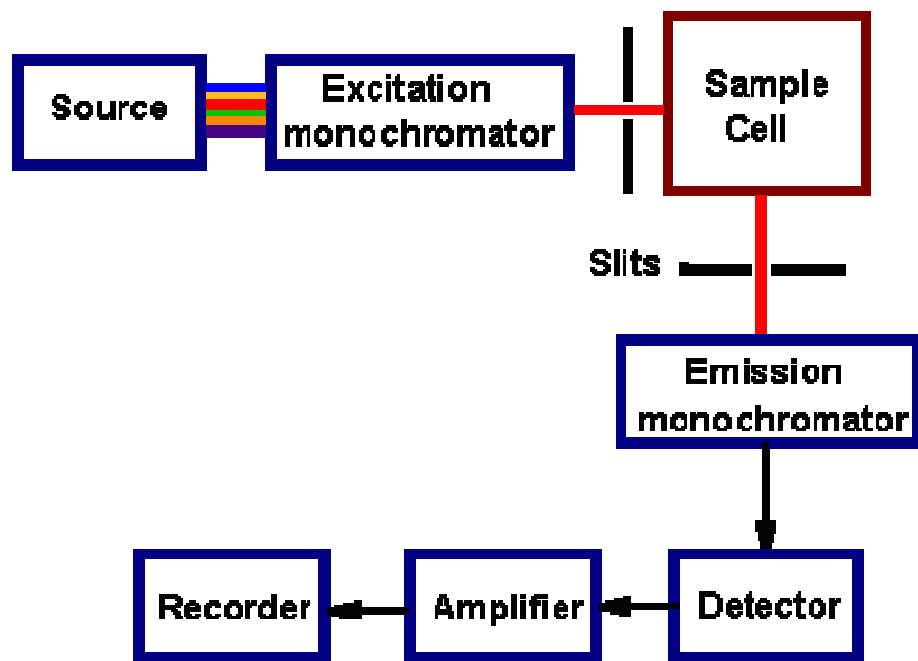 Source
Excitation
monochromator
Sample
Cell
Slits
Emission
monochromator
Recorder
Amplifier
Detector